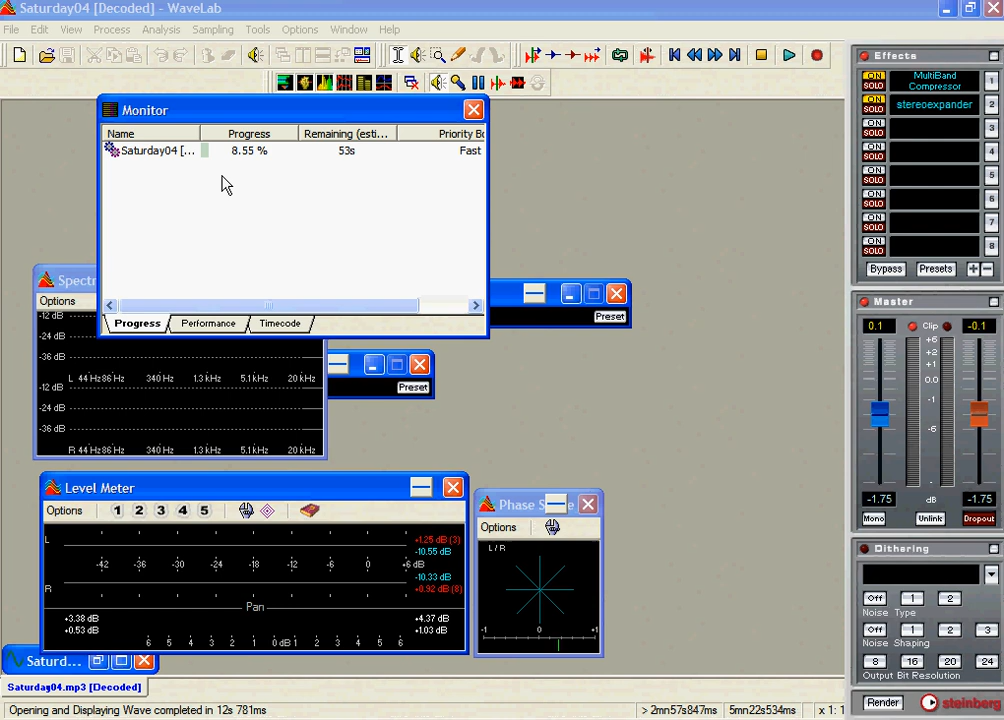 Saturday04 [Decoded] - WaveLab
File Edit View Process Analysis Sampling Tools Options Window Help
Monitor
Name Progress Remaining (esti... Priority Bo
Saturday04 [... 8.55 % 53s Fast
Progress Performance Timecode
Effects
ON MultiBand Compressor 1
SOLO
ON stereoexpander 2
SOLO
ON 3
SOLO
ON 4
SOLO
ON 5
SOLO
ON 6
SOLO
ON 7
SOLO
ON 8
SOLO
Bypass Presets + -
Spectr
Options
-12 dB
-24 dB
-36 dB
L 44 Hz 86 Hz 340 Hz 1.3 kHz 5.1 kHz 20 kHz
-12 dB
-24 dB
-36 dB
R 44 Hz 86 Hz 340 Hz 1.3 kHz 5.1 kHz 20 kHz
Preset
Preset
Master
0.1 Clip -0.1
+6
+2
+1
0.0
-1
-6
-1.75 dB -1.75
Mono Unlink Dropout
Level Meter
Options 1 2 3 4 5
L +1.25 dB (3)
-10.55 dB
-42 -36 -30 -24 -18 -12 -6 0 +6 dB
-10.33 dB
R +0.92 dB (8)
Pan
+3.38 dB +4.37 dB
+0.53 dB +1.03 dB
6 5 4 3 2 1 0dB 1 2 3 4 5 6
Phase S e
Options
L / R
-1 0 +1
Dithering
Off 1 2
Noise Type
Off 1 2 3
Noise Shaping
8 16 20 24
Output Bit Resolution
Render steinberg
Saturd...
Saturday04.mp3 [Decoded]
Opening and Displaying Wave completed in 12s 781ms > 2mn57s847ms 5mn22s534ms x 1: 1